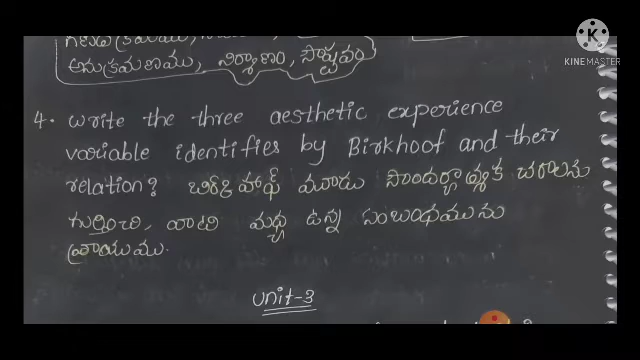 KINEMASTER
అనుక్రమణము, నిర్మాణం, సౌష్టవం
4. Write the three aesthetic experience
variable identifies by Birkhoof and their
relation? బిర్క్ హాఫ్ మూడు సౌందర్యాత్మక చరాలను
గుర్తించి, వాటి మధ్య ఉన్న సంబంధమును
వ్రాయుము.
Unit-3